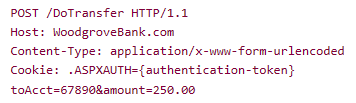 POST /DoTransfer HTTP/1.1
Host: WoodgroveBank.com
Content-Type: application/x-www-form-urlencoded
Cookie: .ASPXAUTH={authentication-token}
toAcct=67890&amount=250.00